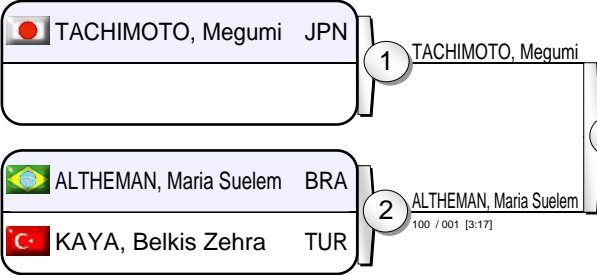 TACHIMOTO, Megumi JPN
1
TACHIMOTO, Megumi
ALTHEMAN, Maria Suelem BRA
2
ALTHEMAN, Maria Suelem
100 / 001 [3:17]
KAYA, Belkis Zehra TUR